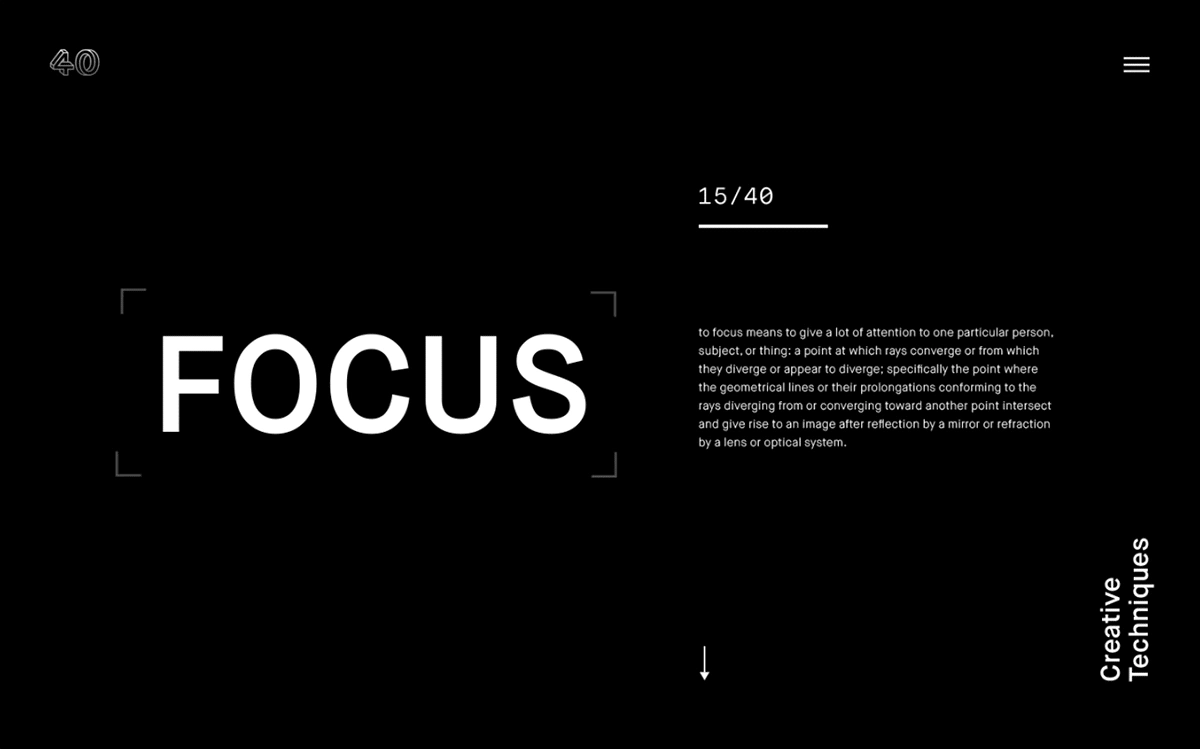 40
15/40
FOCUS
to focus means to give a lot of attention to one particular person,
subject, or thing: a point at which rays converge or from which
they diverge or appear to diverge; specifically the point where
the geometrical lines or their prolongations conforming to the
rays diverging from or converging toward another point intersect
and give rise to an image after reflection by a mirror or refraction
by a lens or optical system.
Creative
Techniques